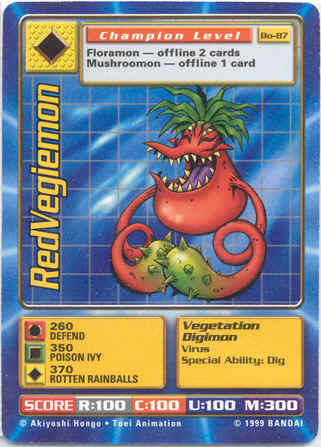 Champion Level
Bo-87
Floramon — offline 2 cards
Mushroomon — offline 1 card
RedVegiemon
260
DEFEND
350
POISON IVY
370
ROTTEN RAINBALLS
Vegetation
Digimon
Virus
Special Ability: Dig
SCORE R:100 C:100 U:100 M:300
© Akiyoshi Hongo • Toei Animation
© 1999 BANDAI